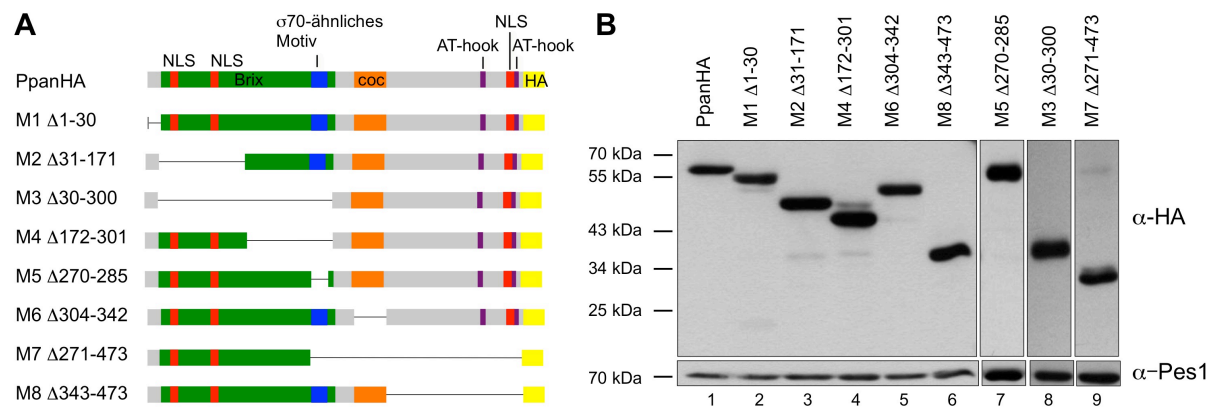 A
σ70-ähnliches
Motiv
NLS
NLS
NLS
AT-hook
AT-hook
PpanHA
Brix
coc
HA
M1 Δ1-30
M2 Δ31-171
M3 Δ30-300
M4 Δ172-301
M5 Δ270-285
M6 Δ304-342
M7 Δ271-473
M8 Δ343-473
B
PpanHA
M1 Δ1-30
M2 Δ31-171
M4 Δ172-301
M6 Δ304-342
M8 Δ343-473
M5 Δ270-285
M3 Δ30-300
M7 Δ271-473
70 kDa
55 kDa
43 kDa
34 kDa
25 kDa
α-HA
70 kDa
α–Pes1
1 2 3 4 5 6 7 8 9